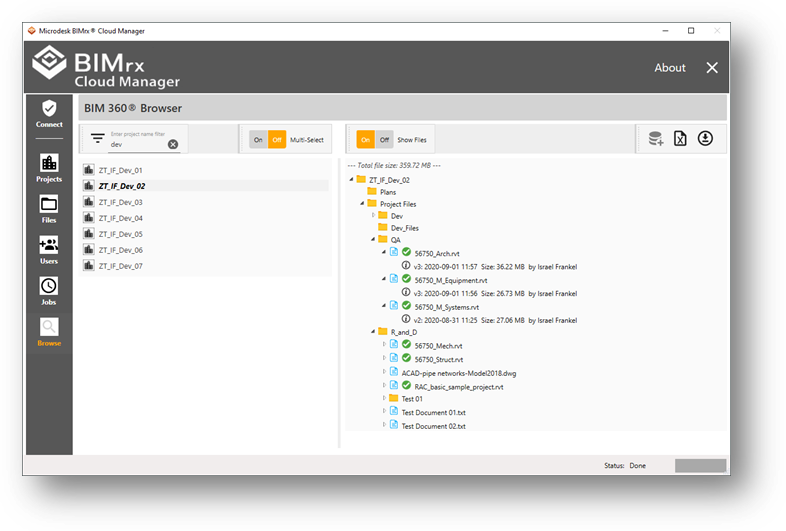 Microdesk BIMrx® Cloud Manager
BIMrx
Cloud Manager
About
Connect
Projects
Files
Users
Jobs
Browse
BIM 360® Browser
Enter project name filter
dev
On Off Multi-Select
On Off Show Files
ZT_IF_Dev_01
ZT_IF_Dev_02
ZT_IF_Dev_03
ZT_IF_Dev_04
ZT_IF_Dev_05
ZT_IF_Dev_06
ZT_IF_Dev_07
--- Total file size: 359.72 MB ---
ZT_IF_Dev_02
Plans
Project Files
Dev
Dev_Files
QA
56750_Arch.rvt
v3: 2020-09-01 11:57 Size: 36.22 MB by Israel Frankel
56750_M_Equipment.rvt
v3: 2020-09-01 11:56 Size: 26.73 MB by Israel Frankel
56750_M_Systems.rvt
v2: 2020-08-31 11:25 Size: 27.06 MB by Israel Frankel
R_and_D
56750_Mech.rvt
56750_Struct.rvt
ACAD-pipe networks-Model2018.dwg
RAC_basic_sample_project.rvt
Test 01
Test Document 01.txt
Test Document 02.txt
Status: Done